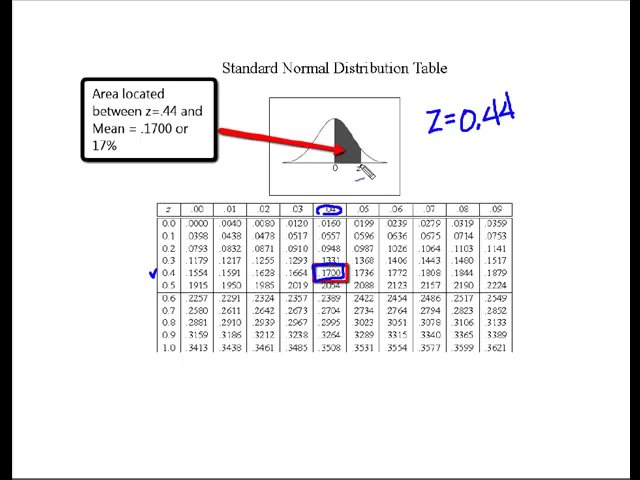 Standard Normal Distribution Table
Area located
between z=.44 and
Mean = .1700 or
17%
z=0.44
0 z
z .00 .01 .02 .03 .04 .05 .06 .07 .08 .09
0.0 .0000 .0040 .0080 .0120 .0160 .0199 .0239 .0279 .0319 .0359
0.1 .0398 .0438 .0478 .0517 .0557 .0596 .0636 .0675 .0714 .0753
0.2 .0793 .0832 .0871 .0910 .0948 .0987 .1026 .1064 .1103 .1141
0.3 .1179 .1217 .1255 .1293 .1331 .1368 .1406 .1443 .1480 .1517
0.4 .1554 .1591 .1628 .1664 .1700 .1736 .1772 .1808 .1844 .1879
0.5 .1915 .1950 .1985 .2019 .2054 .2088 .2123 .2157 .2190 .2224
0.6 .2257 .2291 .2324 .2357 .2389 .2422 .2454 .2486 .2517 .2549
0.7 .2580 .2611 .2642 .2673 .2704 .2734 .2764 .2794 .2823 .2852
0.8 .2881 .2910 .2939 .2967 .2995 .3023 .3051 .3078 .3106 .3133
0.9 .3159 .3186 .3212 .3238 .3264 .3289 .3315 .3340 .3365 .3389
1.0 .3413 .3438 .3461 .3485 .3508 .3531 .3554 .3577 .3599 .3621